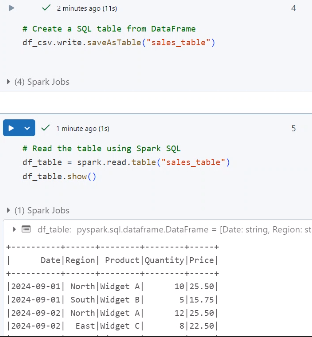 2 minutes ago (11s)
4
# Create a SQL table from DataFrame
df_csv.write.saveAsTable("sales_table")
(4) Spark Jobs
1 minute ago (1s)
5
# Read the table using Spark SQL
df_table = spark.read.table("sales_table")
df_table.show()
(1) Spark Jobs
df_table: pyspark.sql.dataframe.DataFrame = [Date: string, Region: st
+----------+------+--------+--------+-----+
|      Date|Region| Product|Quantity|Price|
+----------+------+--------+--------+-----+
|2024-09-01| North|Widget A|      10|25.50|
|2024-09-01| South|Widget B|       5|15.75|
|2024-09-02| North|Widget A|      12|25.50|
|2024-09-02|  East|Widget C|       8|22.50|